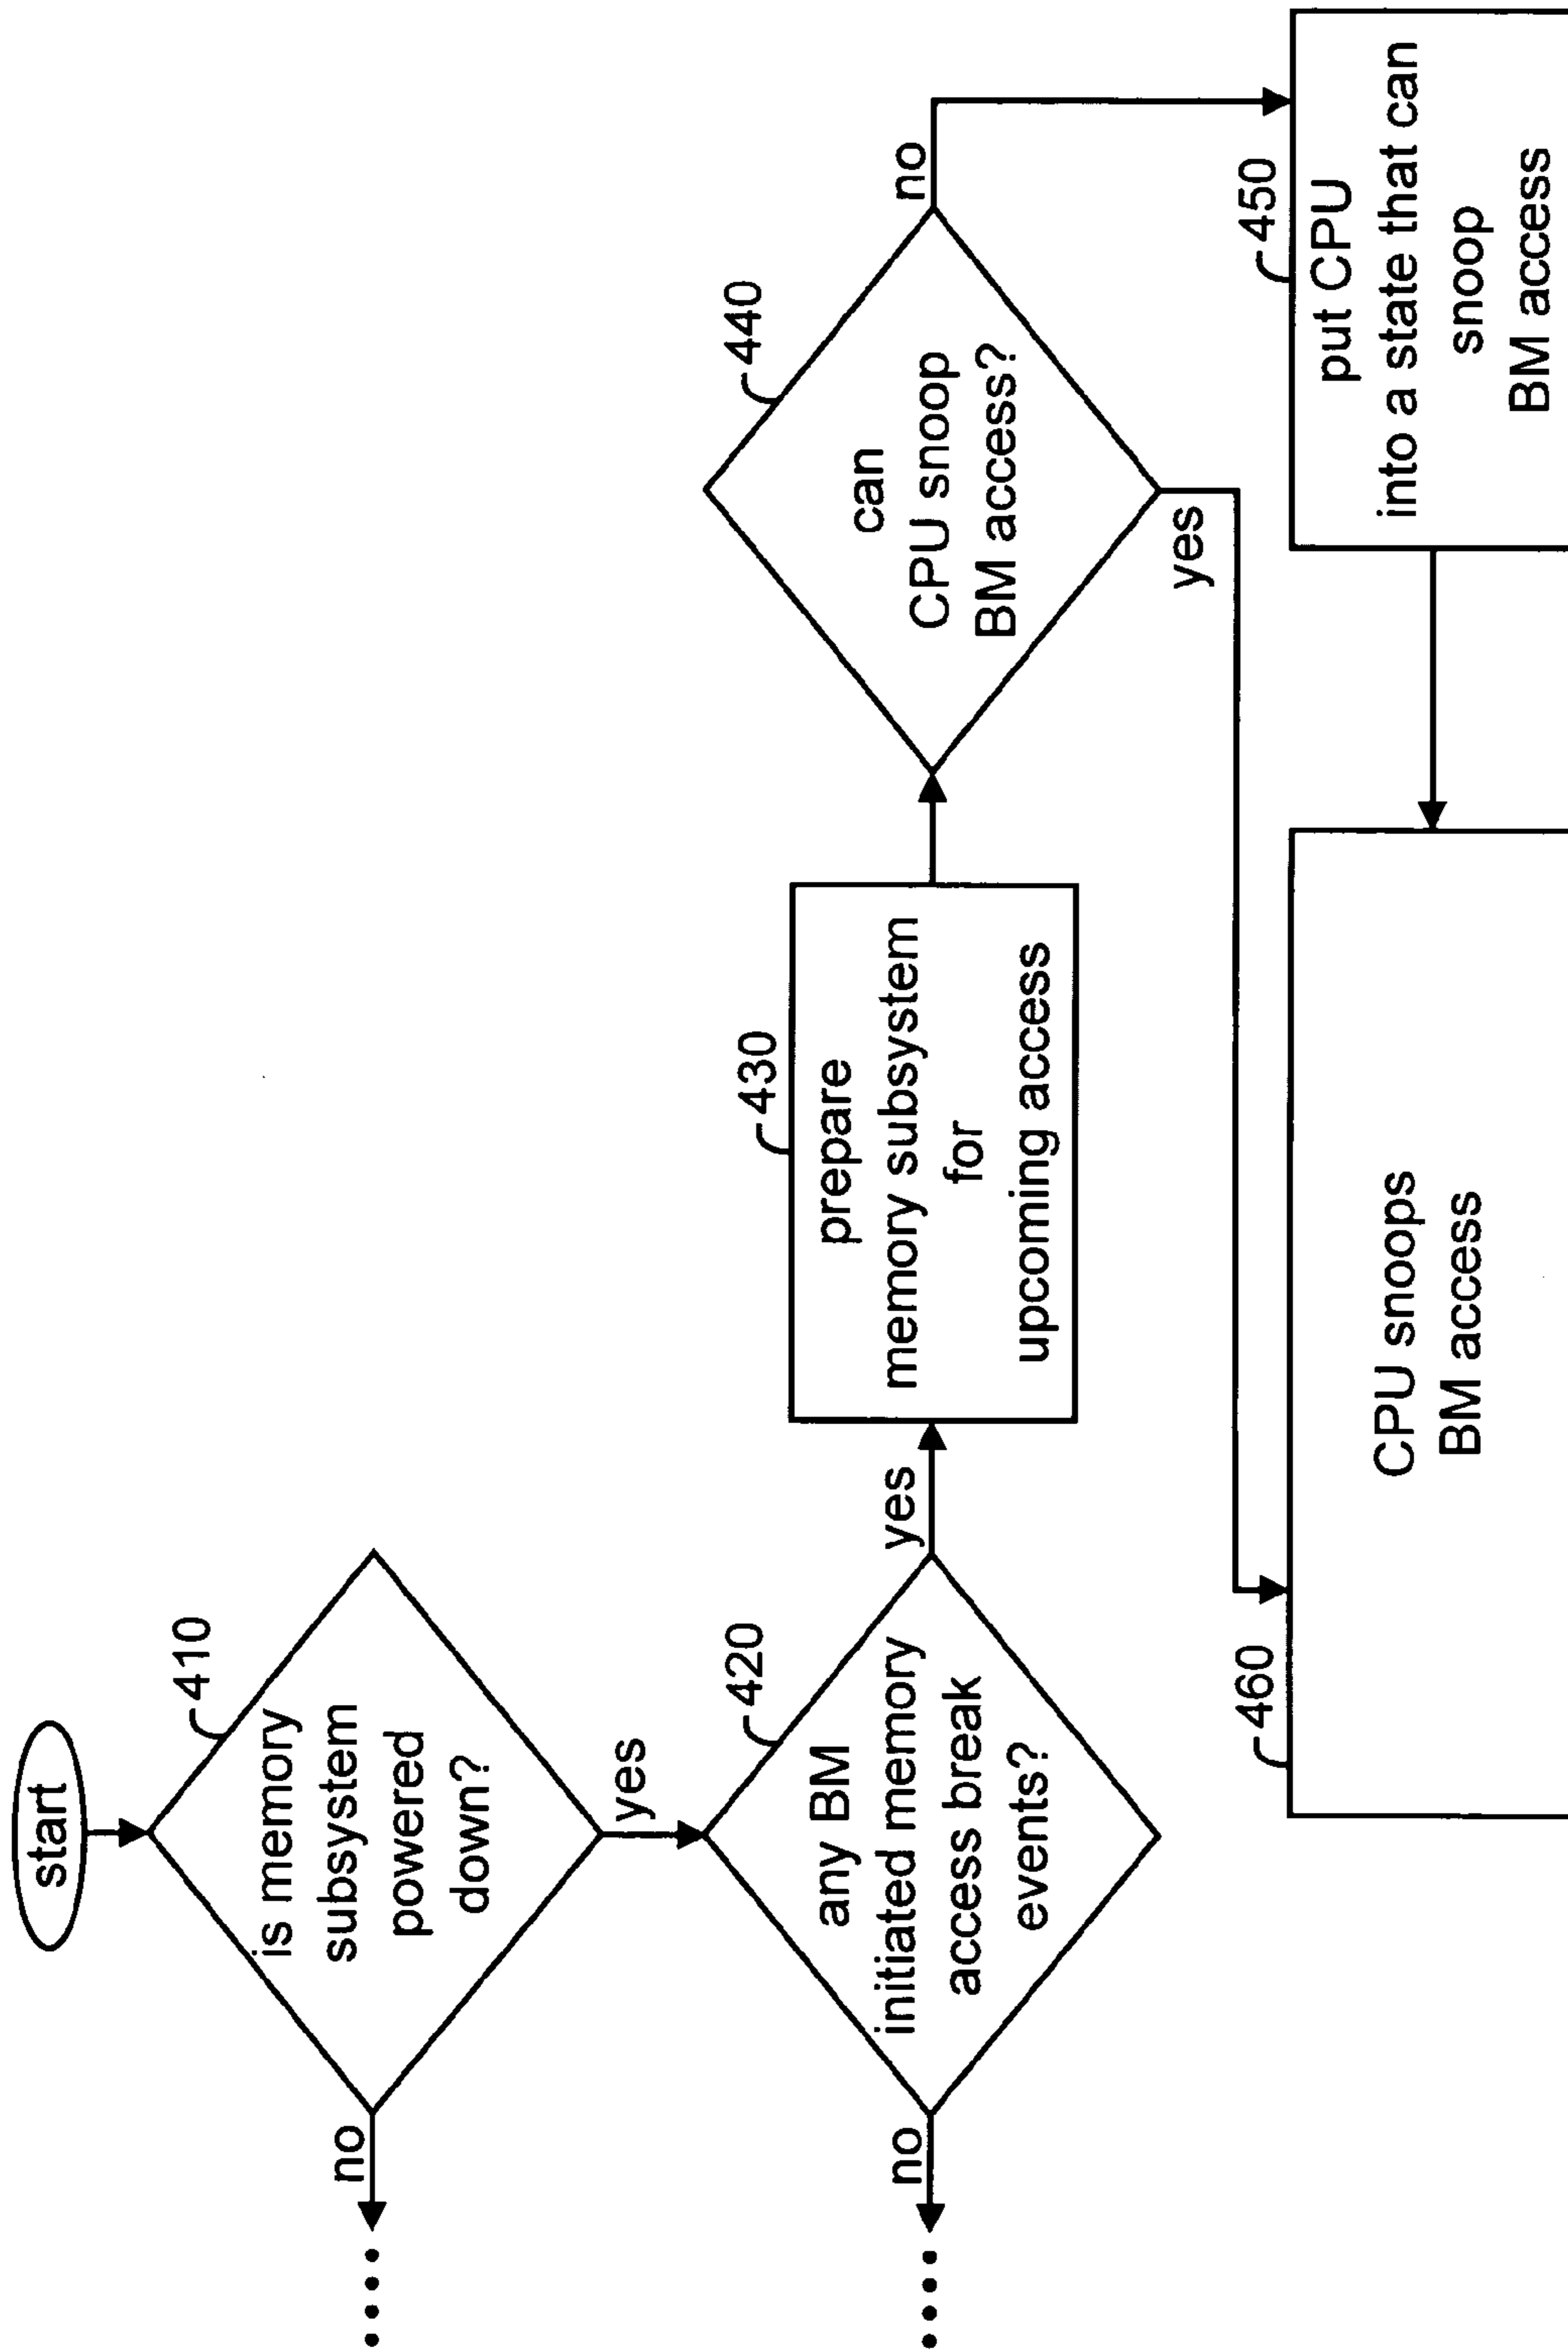 start
410
is memory
subsystem
powered
down?
no
yes
420
any BM
initiated memory
access break
events?
no
yes
430
prepare
memory subsystem
for
upcoming access
440
can
CPU snoop
BM access?
no
yes
450
put CPU
into a state that can
snoop
BM access
460
CPU snoops
BM access